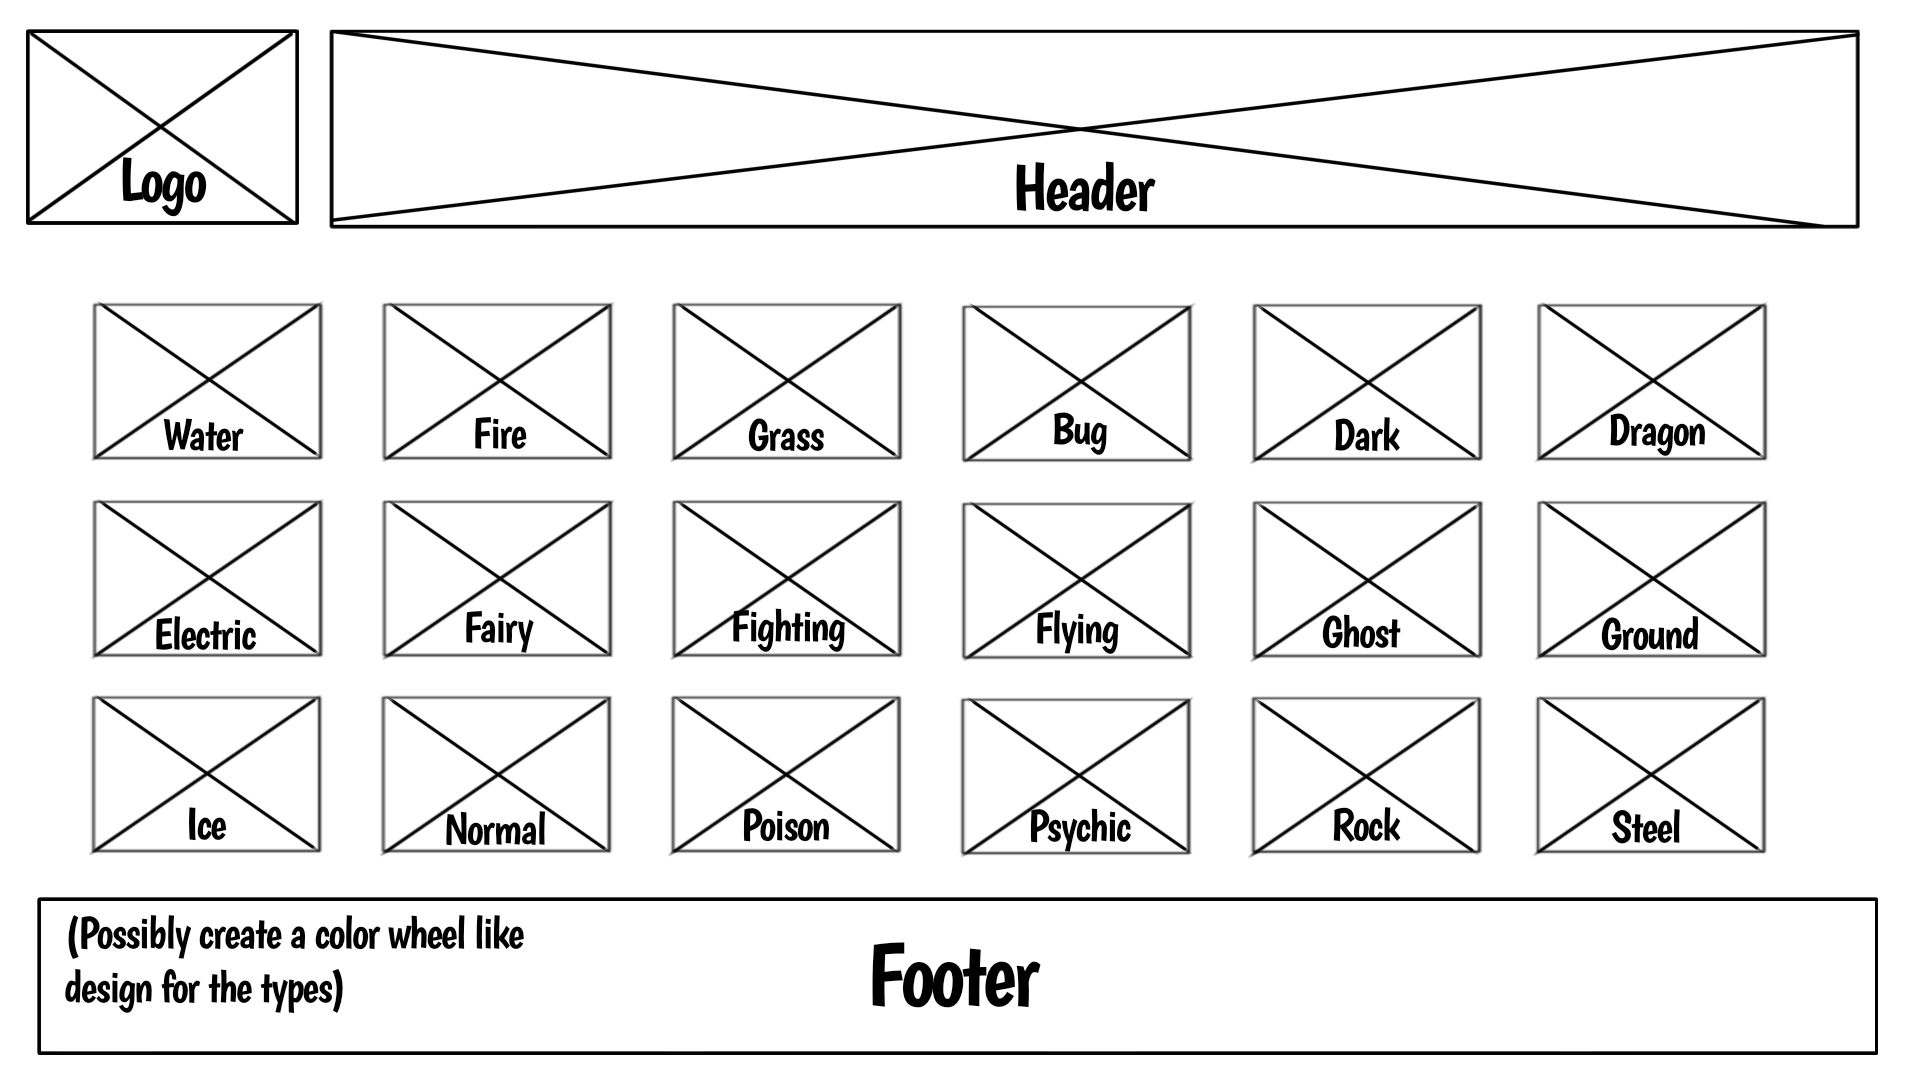 Logo
Header
Water
Fire
Grass
Bug
Dark
Dragon
Electric
Fairy
Fighting
Flying
Ghost
Ground
Ice
Normal
Poison
Psychic
Rock
Steel
(Possibly create a color wheel like
design for the types)
Footer